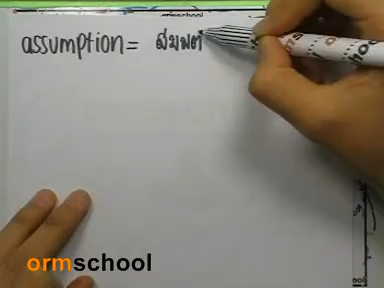 assumption = สมมต
ormschool